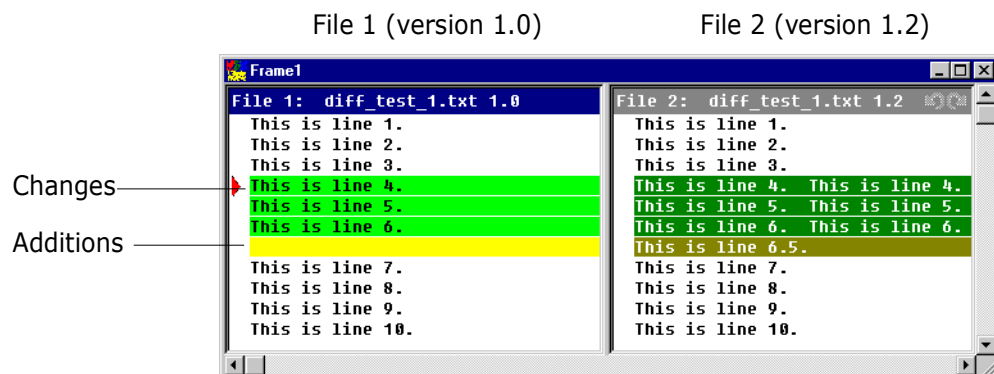 File 1 (version 1.0)
File 2 (version 1.2)
Frame1
File 1: diff_test_1.txt 1.0
This is line 1.
This is line 2.
This is line 3.
This is line 4.
This is line 5.
This is line 6.
This is line 7.
This is line 8.
This is line 9.
This is line 10.
File 2: diff_test_1.txt 1.2
This is line 1.
This is line 2.
This is line 3.
This is line 4. This is line 4.
This is line 5. This is line 5.
This is line 6. This is line 6.
This is line 6.5.
This is line 7.
This is line 8.
This is line 9.
This is line 10.
Changes
Additions